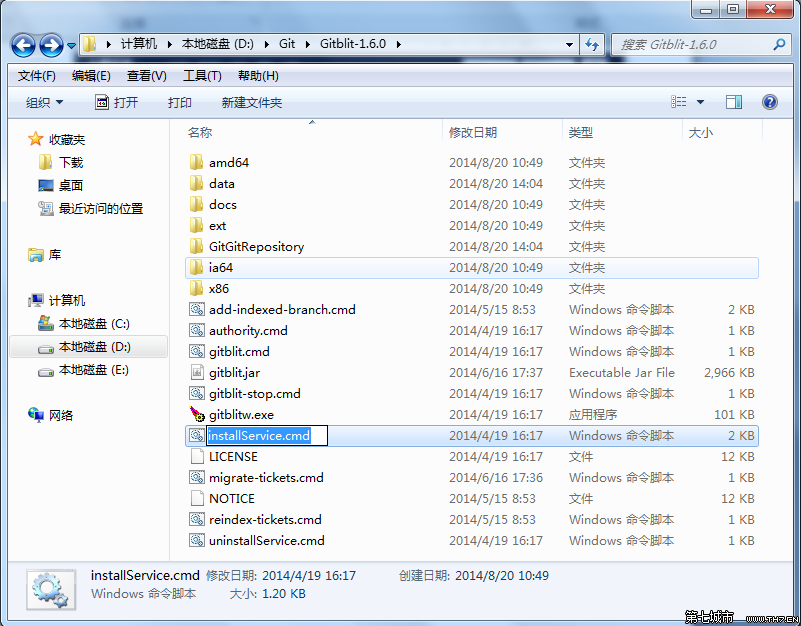 计算机 本地磁盘 (D:) Git Gitblit-1.6.0
搜索 Gitblit-1.6.0
文件(F) 编辑(E) 查看(V) 工具(T) 帮助(H)
组织 打开 打印 新建文件夹
收藏夹
下载
桌面
最近访问的位置
库
计算机
本地磁盘 (C:)
本地磁盘 (D:)
本地磁盘 (E:)
网络
名称 修改日期 类型 大小
amd64 2014/8/20 10:49 文件夹
data 2014/8/20 14:04 文件夹
docs 2014/8/20 10:49 文件夹
ext 2014/8/20 10:49 文件夹
GitGitRepository 2014/8/20 14:04 文件夹
ia64 2014/8/20 10:49 文件夹
x86 2014/8/20 10:49 文件夹
add-indexed-branch.cmd 2014/5/15 8:53 Windows 命令脚本 2 KB
authority.cmd 2014/4/19 16:17 Windows 命令脚本 1 KB
gitblit.cmd 2014/4/19 16:17 Windows 命令脚本 1 KB
gitblit.jar 2014/6/16 17:37 Executable Jar File 2,966 KB
gitblit-stop.cmd 2014/4/19 16:17 Windows 命令脚本 1 KB
gitblitw.exe 2014/4/19 16:17 应用程序 101 KB
installService.cmd 2014/4/19 16:17 Windows 命令脚本 2 KB
LICENSE 2014/4/19 16:17 文件 12 KB
migrate-tickets.cmd 2014/6/16 17:36 Windows 命令脚本 1 KB
NOTICE 2014/5/15 8:53 文件 12 KB
reindex-tickets.cmd 2014/5/15 8:53 Windows 命令脚本 1 KB
uninstallService.cmd 2014/4/19 16:17 Windows 命令脚本 1 KB
installService.cmd 修改日期: 2014/4/19 16:17 创建日期: 2014/8/20 10:49
Windows 命令脚本 大小: 1.20 KB
第七城市 WWW.TH7.CN